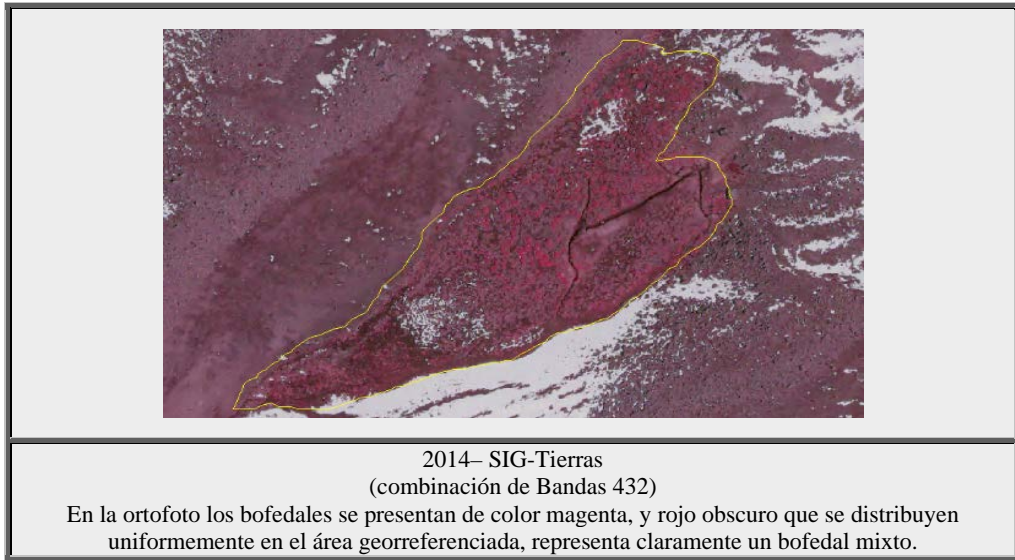 2014– SIG-Tierras
(combinación de Bandas 432)
En la ortofoto los bofedales se presentan de color magenta, y rojo obscuro que se distribuyen
uniformemente en el área georreferenciada, representa claramente un bofedal mixto.